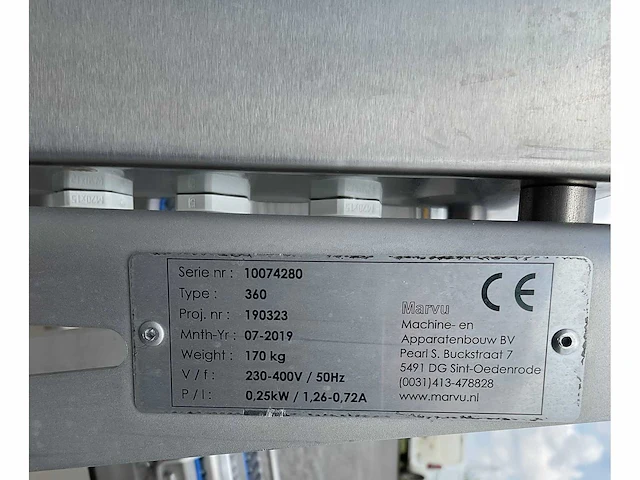 Serie nr : 10074280
Type : 360
Proj. nr : 190323
Mnth-Yr : 07-2019
Weight : 170 kg
V / f : 230-400V / 50Hz
P / I : 0,25kW / 1,26-0,72A
CE
Marvu
Machine- en
Apparatenbouw BV
Pearl S. Buckstraat 7
5491 DG Sint-Oedenrode
(0031)413-478828
www.marvu.nl